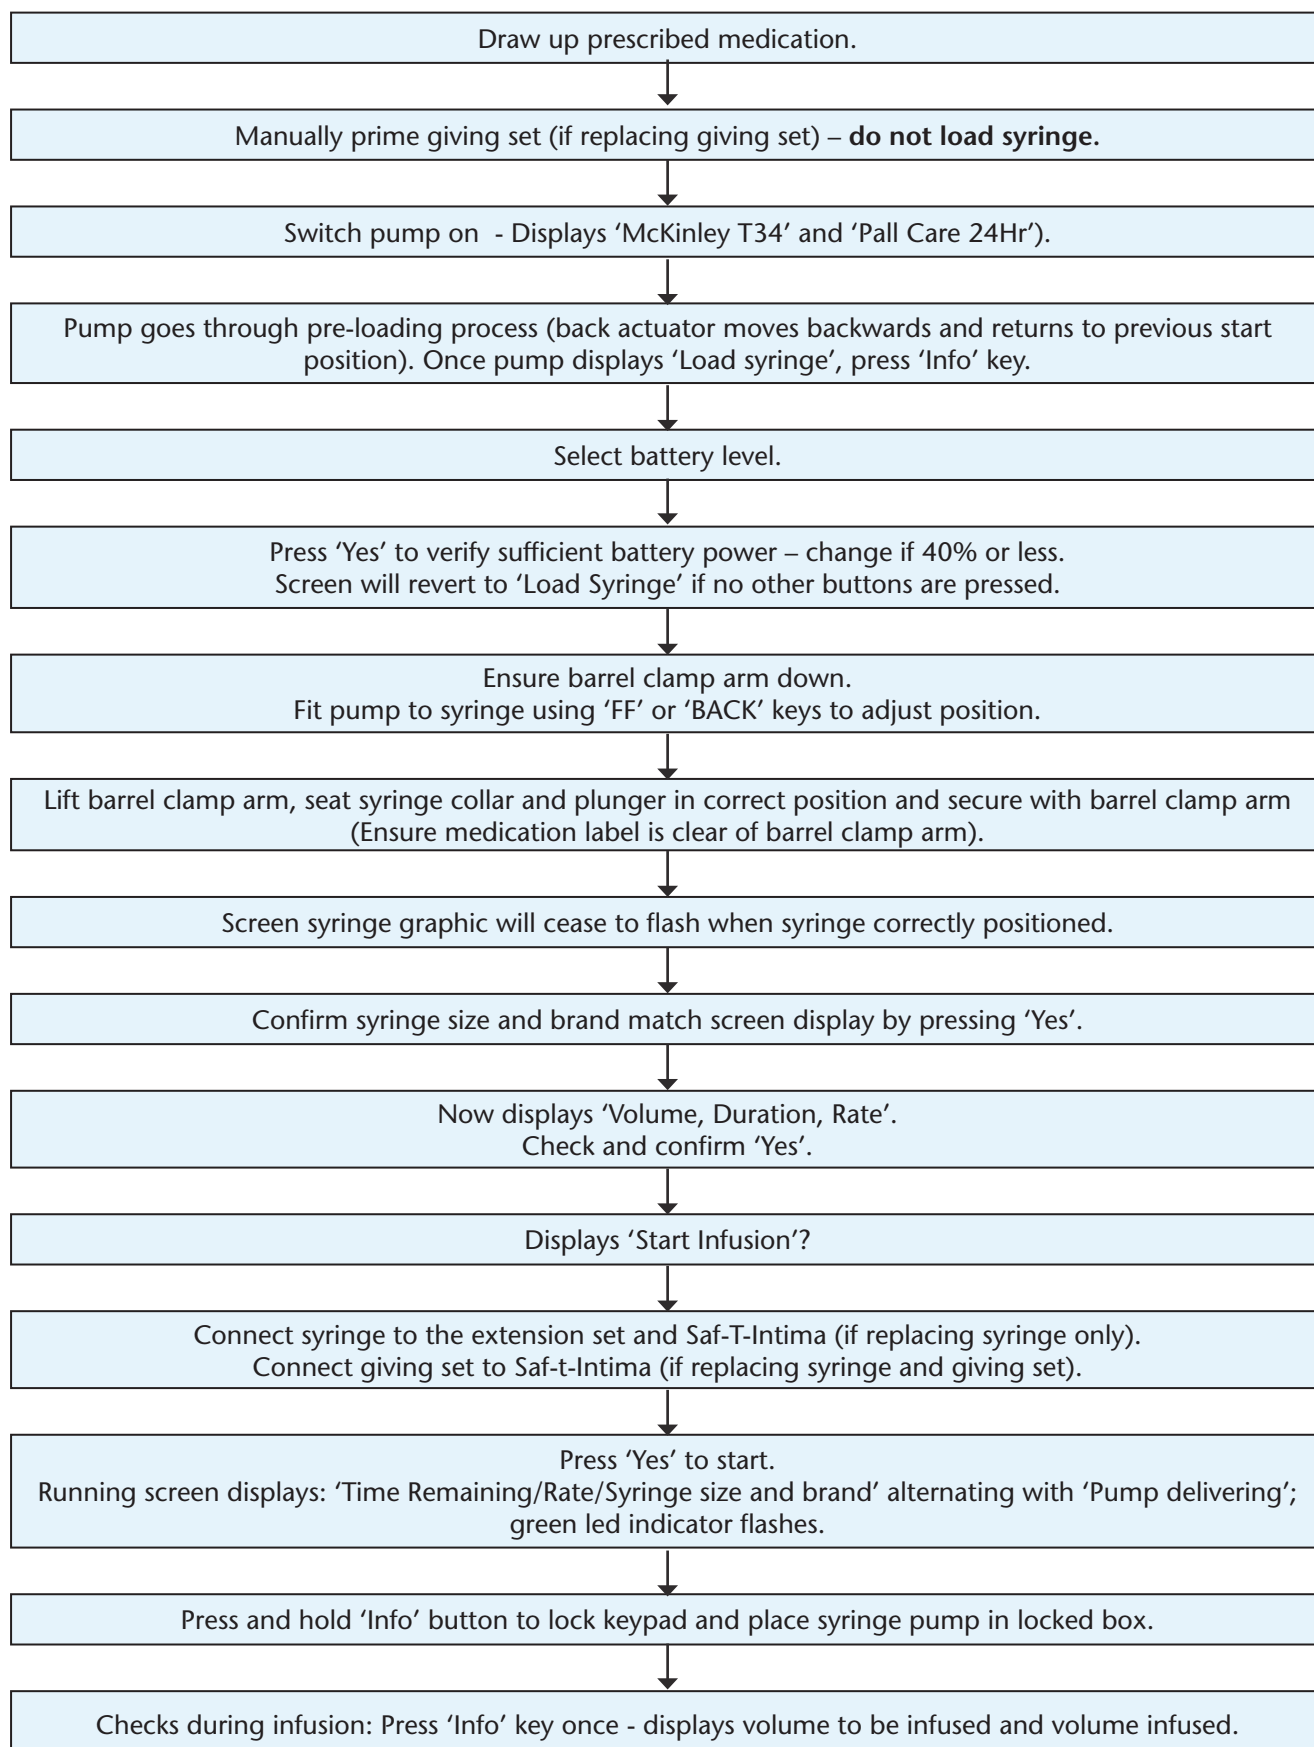 Draw up prescribed medication.
Manually prime giving set (if replacing giving set) – do not load syringe.
Switch pump on  - Displays ‘McKinley T34’ and ‘Pall Care 24Hr’).
Pump goes through pre-loading process (back actuator moves backwards and returns to previous start
position). Once pump displays ‘Load syringe’, press ‘Info’ key.
Select battery level.
Press ‘Yes’ to verify sufficient battery power – change if 40% or less.
Screen will revert to ‘Load Syringe’ if no other buttons are pressed.
Ensure barrel clamp arm down.
Fit pump to syringe using ‘FF’ or ‘BACK’ keys to adjust position.
Lift barrel clamp arm, seat syringe collar and plunger in correct position and secure with barrel clamp arm
(Ensure medication label is clear of barrel clamp arm).
Screen syringe graphic will cease to flash when syringe correctly positioned.
Confirm syringe size and brand match screen display by pressing ‘Yes’.
Now displays ‘Volume, Duration, Rate’.
Check and confirm ‘Yes’.
Displays ‘Start Infusion’?
Connect syringe to the extension set and Saf-T-Intima (if replacing syringe only).
Connect giving set to Saf-t-Intima (if replacing syringe and giving set).
Press ‘Yes’ to start.
Running screen displays: ‘Time Remaining/Rate/Syringe size and brand’ alternating with ‘Pump delivering’;
green led indicator flashes.
Press and hold ‘Info’ button to lock keypad and place syringe pump in locked box.
Checks during infusion: Press ‘Info’ key once - displays volume to be infused and volume infused.